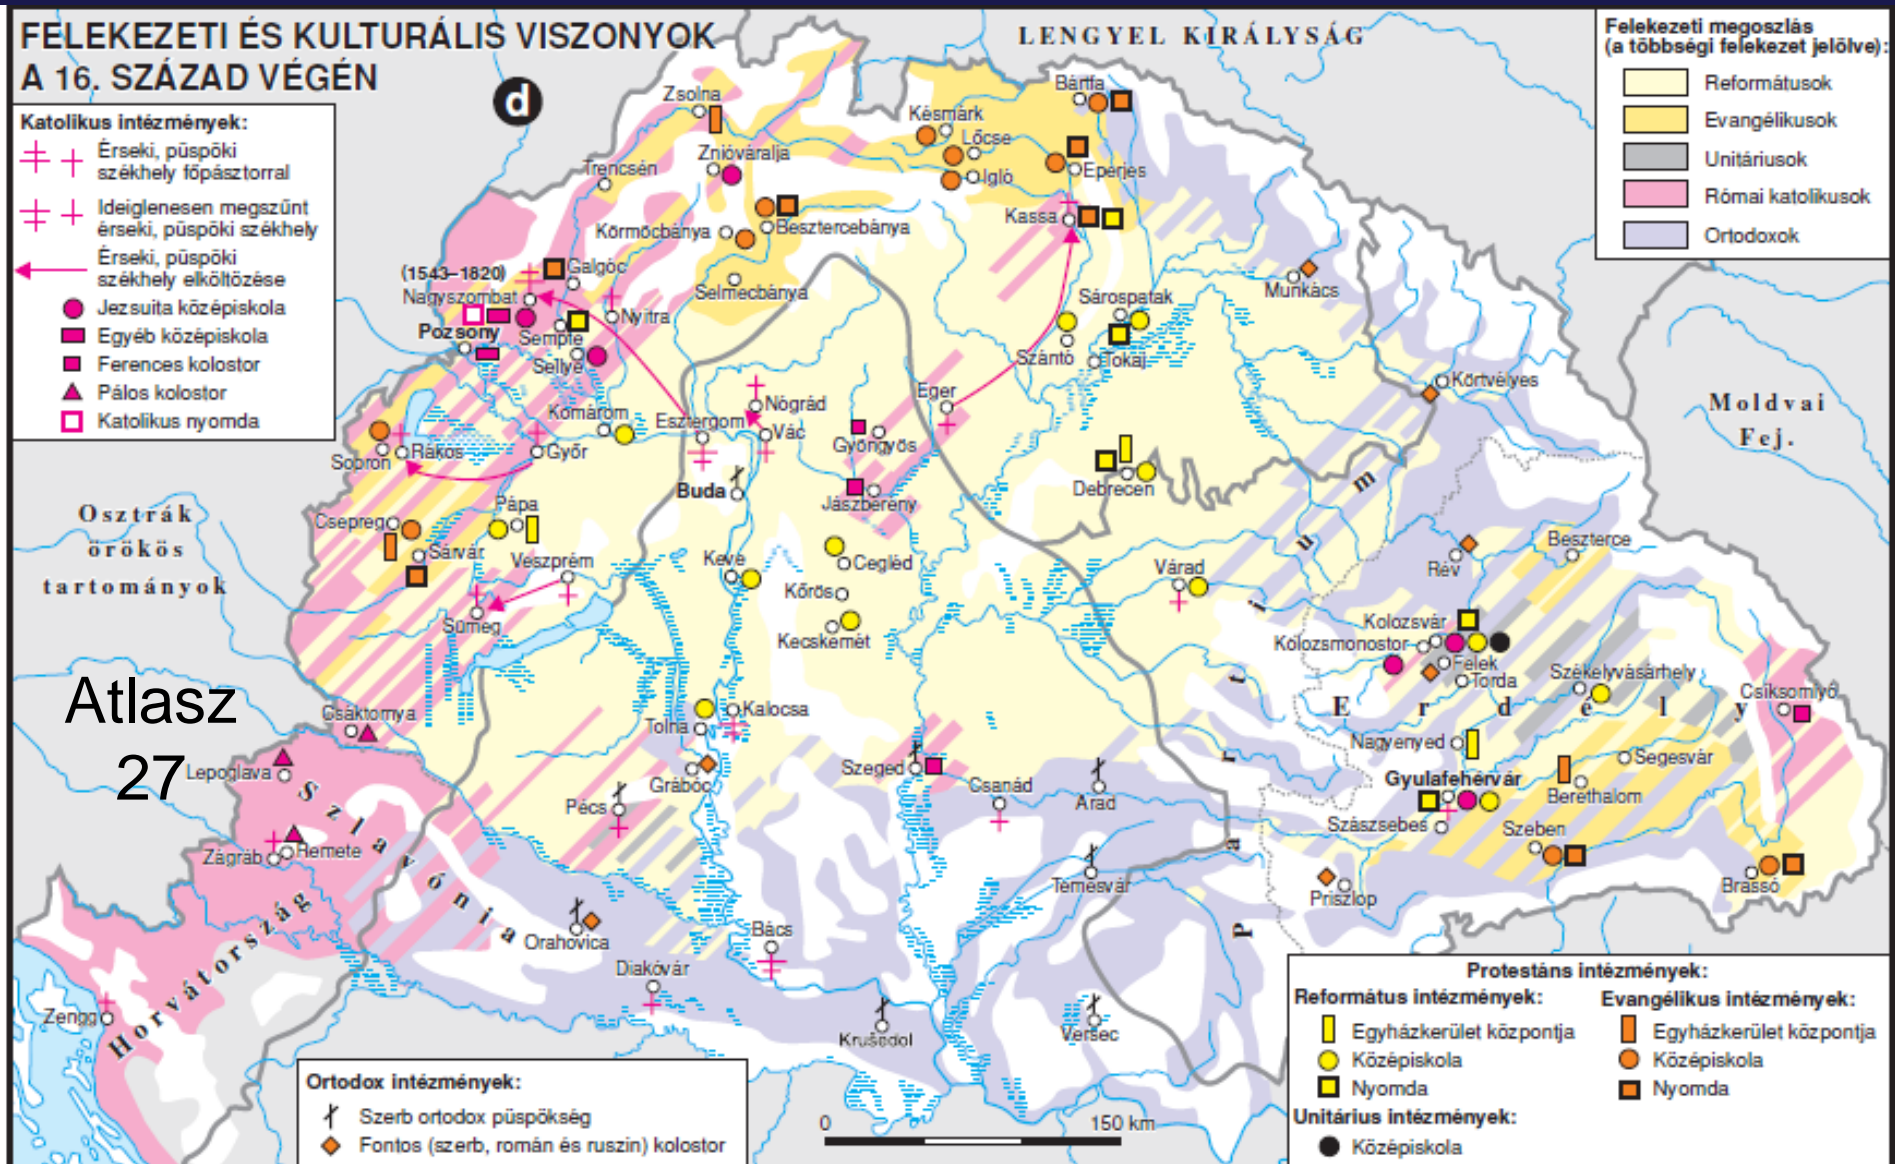 FELEKEZETI ÉS KULTURÁLIS VISZONYOK
A 16. SZÁZAD VÉGÉN
d
Katolikus intézmények:
Érseki, püspöki
székhely főpásztorral
Ideiglenesen megszűnt
érseki, püspöki székhely
Érseki, püspöki
székhely elköltözése
Jezsuita középiskola
Egyéb középiskola
Ferences kolostor
Pálos kolostor
Katolikus nyomda
LENGYEL KIRÁLYSÁG
Felekezeti megoszlás
(a többségi felekezet jelölve):
Reformátusok
Evangélikusok
Unitáriusok
Római katolikusok
Ortodoxok
Zsolna
Bártfa
Késmárk
Lőcse
Znióváralja
Trencsén
Igló
Eperjes
Kassa
Körmöcbánya
Besztercebánya
(1543–1820)
Galgóc
Nagyszombat
Selmecbánya
Munkács
Nyitra
Pozsony
Sempte
Sellye
Sárospatak
Szántó
Tokaj
Körtvélyes
Moldvai
Fej.
Komárom
Esztergom
Nógrád
Vác
Eger
Gyöngyös
Sopron
Rákos
Győr
Buda
Jászberény
Debrecen
Osztrák
örökös
tartományok
Csepreg
Pápa
Sárvár
Veszprém
Keve
Cegléd
Kőrös
Kecskemét
Sümeg
Várad
Rév
Beszterce
Kolozsvár
Kolozsmonostor
Felek
Torda
Székelyvásárhely
Csíksomlyó
Atlasz
27
Csáktornya
Lepoglava
Tolna
Kalocsa
Grábóc
Szeged
Csanád
Arad
Pécs
Nagyenyed
Segesvár
Gyulafehérvár
Berethalom
Szászsebes
Szeben
Brassó
Priszlop
Erdély
Partium
Szlavónia
Zágráb
Remete
Temesvár
Orahovica
Bács
Diakóvár
Zengg
Horvátország
Krušedol
Versec
Ortodox intézmények:
Szerb ortodox püspökség
Fontos (szerb, román és ruszin) kolostor
0
150 km
Protestáns intézmények:
Református intézmények:
Egyházkerület központja
Középiskola
Nyomda
Unitárius intézmények:
Középiskola
Evangélikus intézmények:
Egyházkerület központja
Középiskola
Nyomda